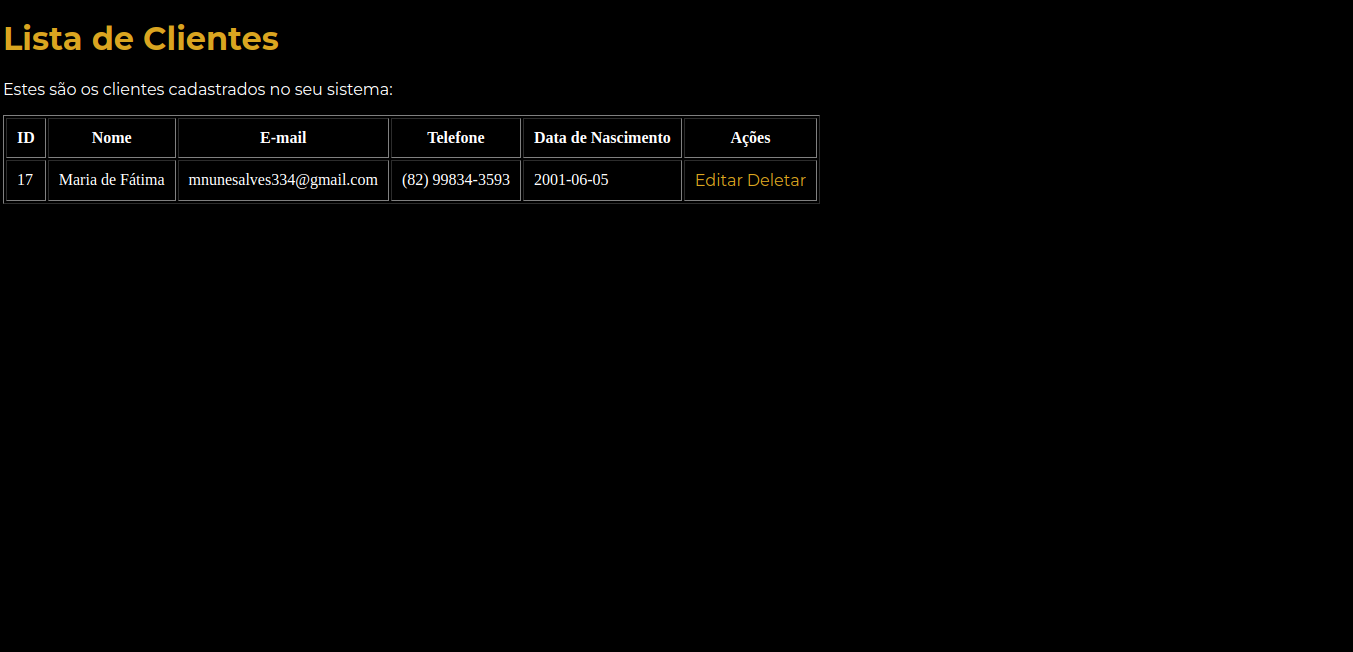 Lista de Clientes
Estes são os clientes cadastrados no seu sistema:
ID Nome E-mail Telefone Data de Nascimento Ações
17 Maria de Fátima mnunesalves334@gmail.com (82) 99834-3593 2001-06-05 Editar Deletar